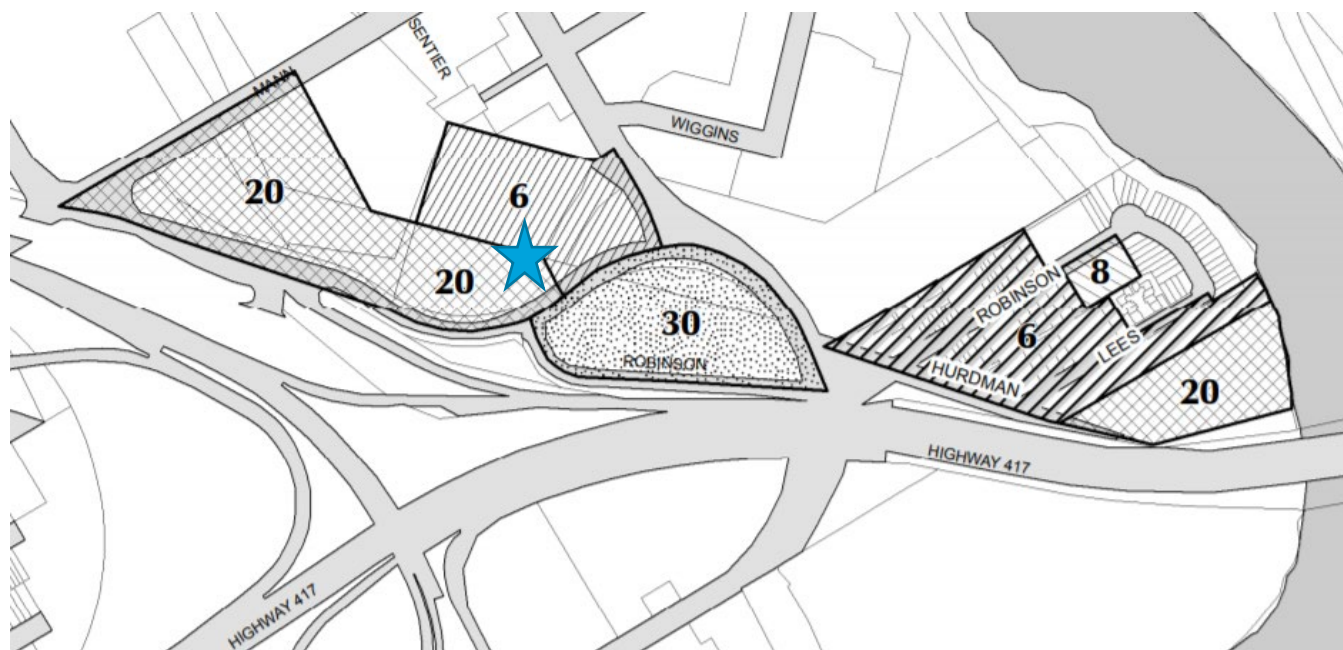 MANN
SENTIER
WIGGINS
20
6
20
30
ROBINSON
ROBINSON
8
6
LEES
HURDMAN
20
HIGHWAY 417
HIGHWAY 417